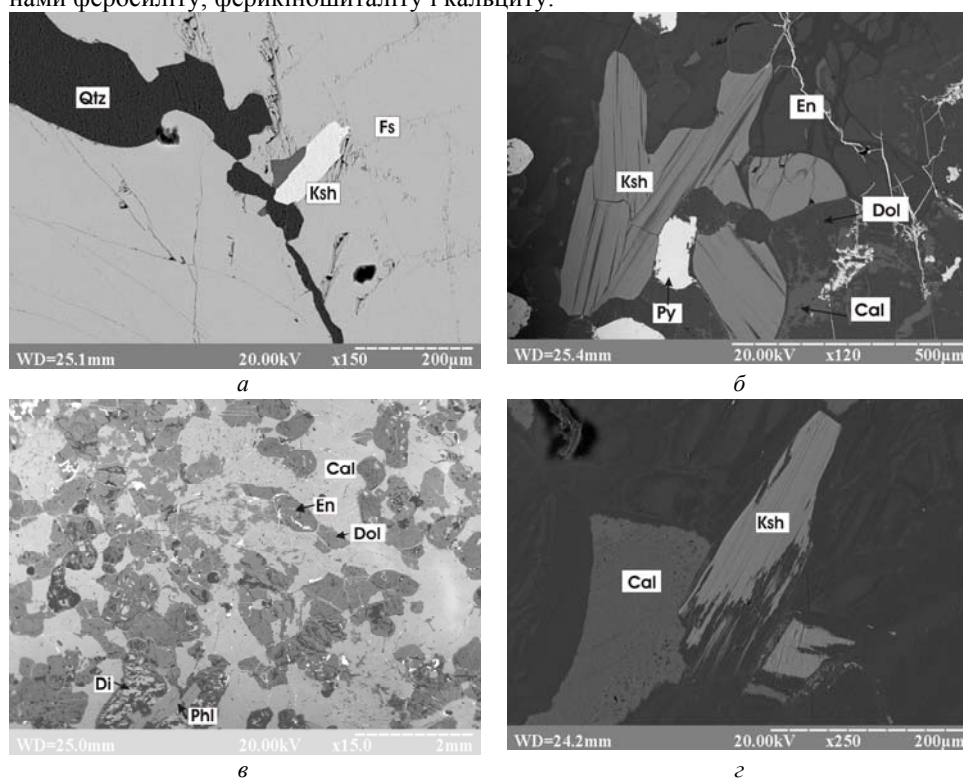 нами феросиліту, ферикіношиталіту і кальциту.
Qtz
Fs
Ksh
WD=25.1mm 20.00kV x150 200µm
а
En
Ksh
Dol
Py
Cal
WD=25.4mm 20.00kV x120 500µm
б
Cal
En
Dol
Di
Phl
WD=25.0mm 20.00kV x15.0 2mm
в
Ksh
Cal
WD=24.2mm 20.00kV x250 200µm
г